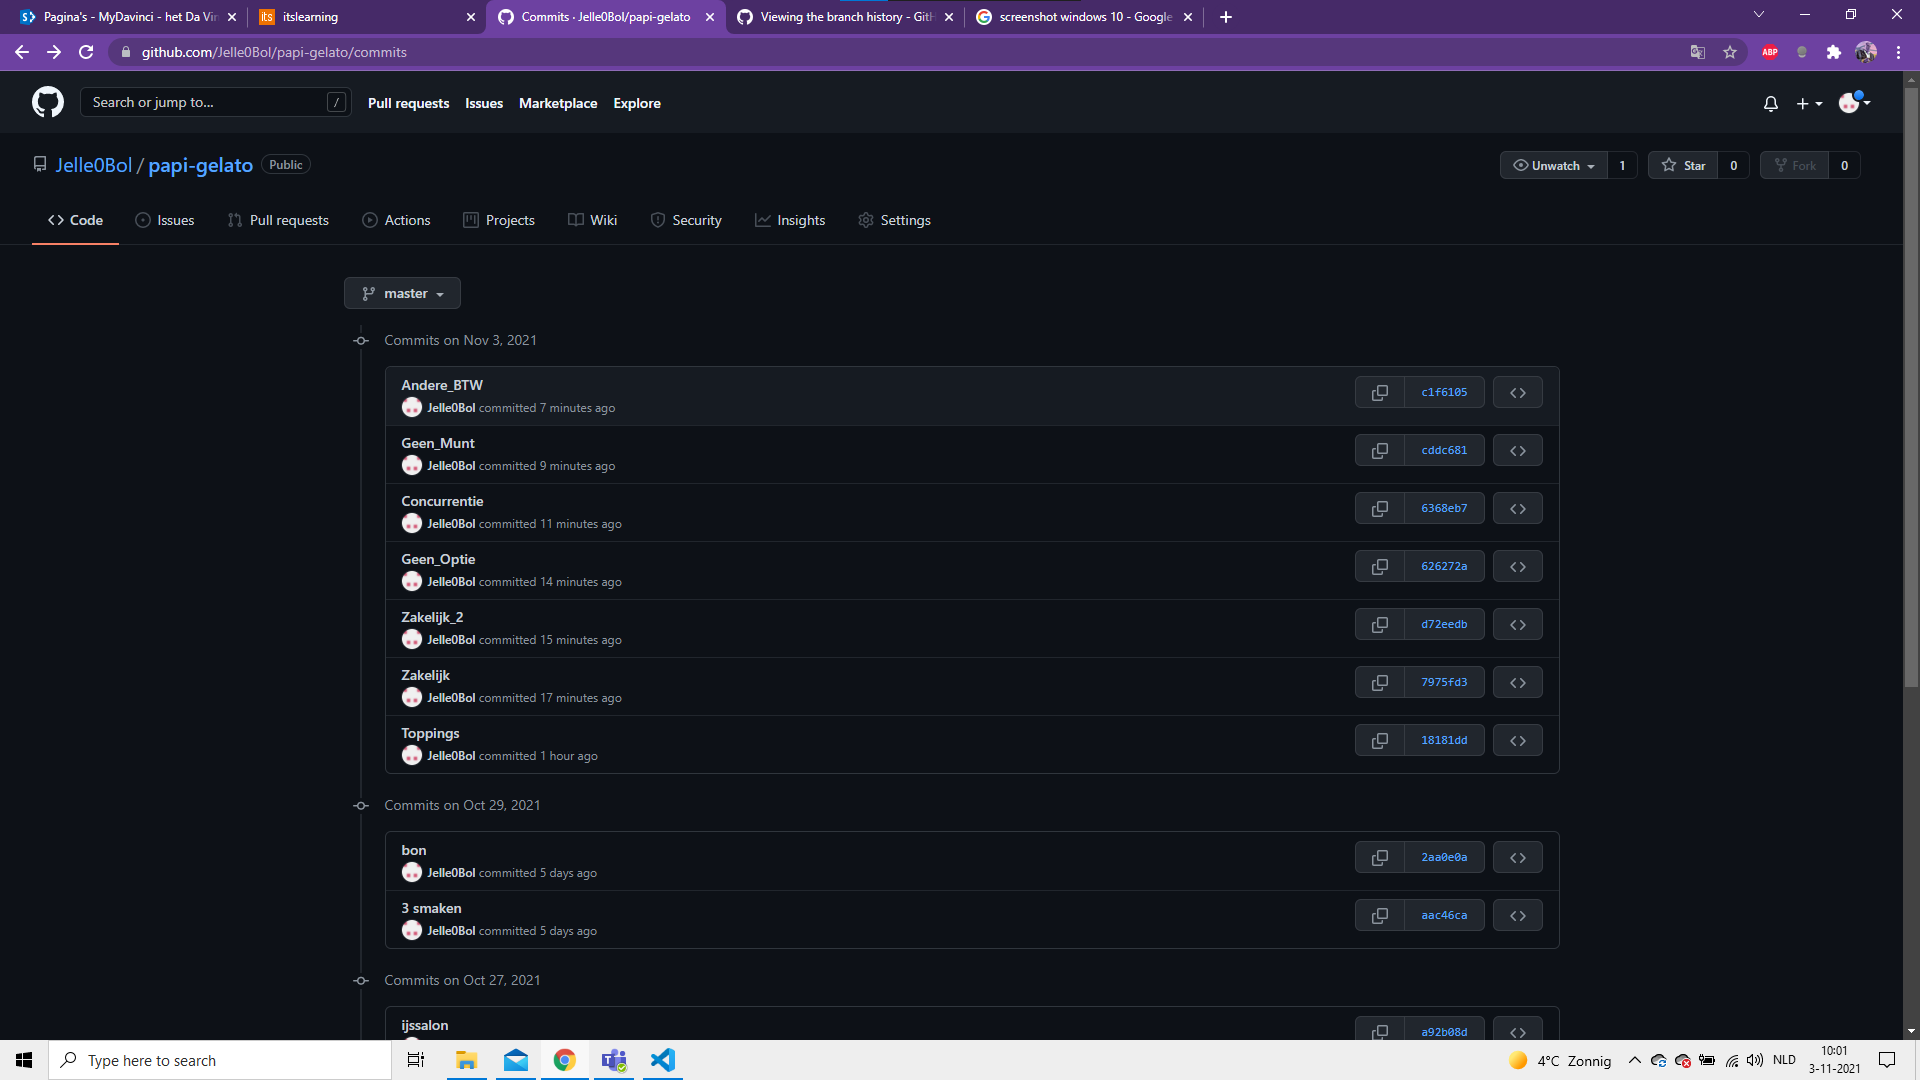 Pagina's - MyDavinci - het Da Vin
itslearning
Commits · Jelle0Bol/papi-gelato
Viewing the branch history - GitH
screenshot windows 10 - Google
github.com/Jelle0Bol/papi-gelato/commits
ABP
Search or jump to...
/
Pull requests
Issues
Marketplace
Explore
Jelle0Bol / papi-gelato
Public
Unwatch
1
Star
0
Fork
0
Code
Issues
Pull requests
Actions
Projects
Wiki
Security
Insights
Settings
master
Commits on Nov 3, 2021
Andere_BTW
Jelle0Bol committed 7 minutes ago
c1f6105
Geen_Munt
Jelle0Bol committed 9 minutes ago
cddc681
Concurrentie
Jelle0Bol committed 11 minutes ago
6368eb7
Geen_Optie
Jelle0Bol committed 14 minutes ago
626272a
Zakelijk_2
Jelle0Bol committed 15 minutes ago
d72eedb
Zakelijk
Jelle0Bol committed 17 minutes ago
7975fd3
Toppings
Jelle0Bol committed 1 hour ago
18181dd
Commits on Oct 29, 2021
bon
Jelle0Bol committed 5 days ago
2aa0e0a
3 smaken
Jelle0Bol committed 5 days ago
aac46ca
Commits on Oct 27, 2021
ijssalon
a92b08d
Type here to search
4°C Zonnig
NLD
10:01
3-11-2021